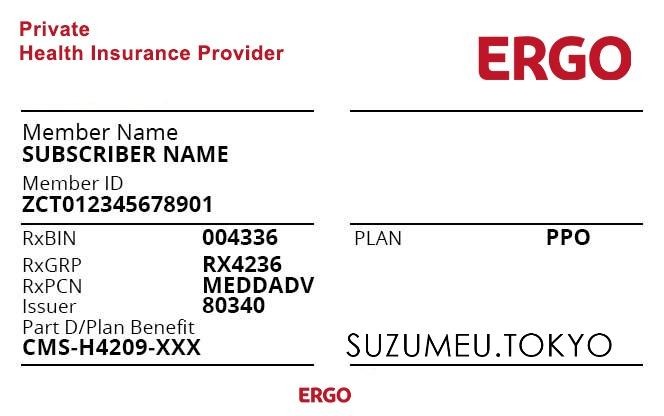 Private
Health Insurance Provider
ERGO
Member Name
SUBSCRIBER NAME
Member ID
ZCT012345678901
RxBIN 004336
PLAN PPO
RxGRP RX4236
RxPCN MEDDADV
Issuer 80340
Part D/Plan Benefit
CMS-H4209-XXX
SUZUMEU.TOKYO
ERGO